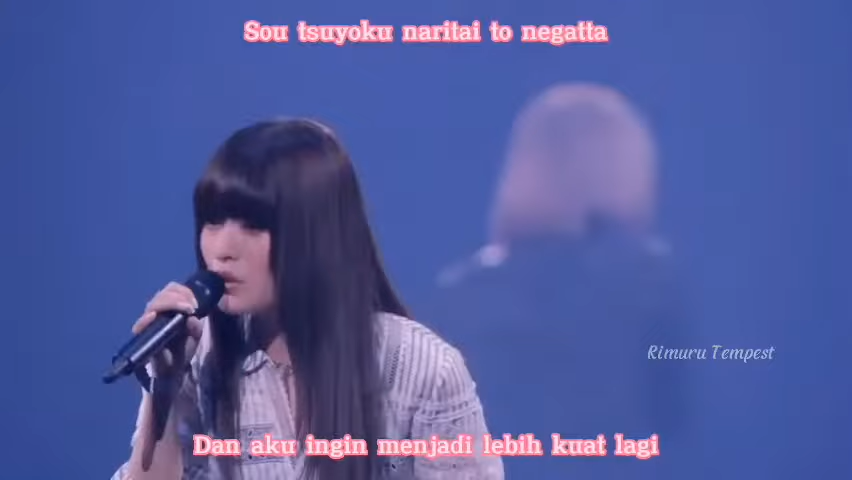 Sou tsuyoku naritai to negatta
Rimuru Tempest
Dan aku ingin menjadi lebih kuat lagi